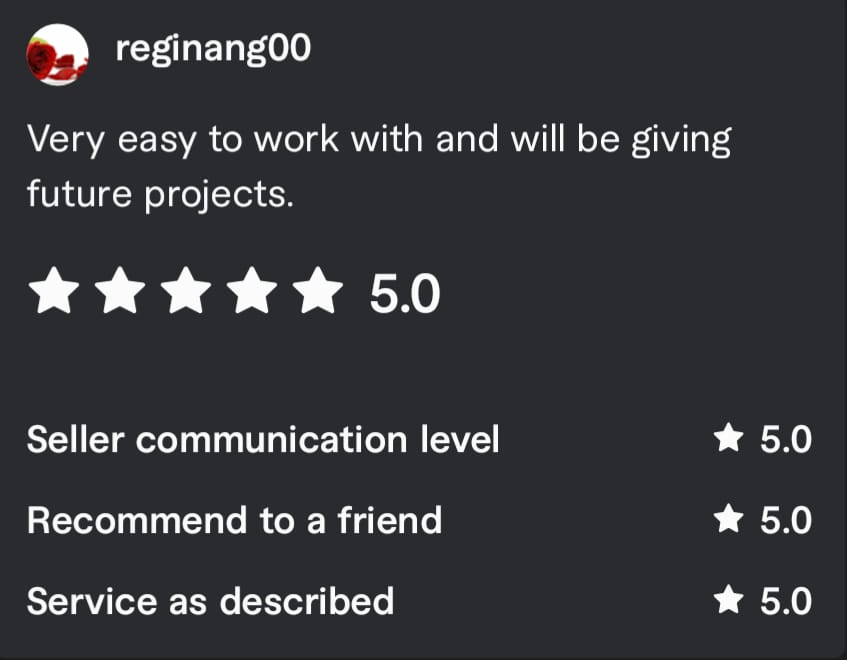 reginang00
Very easy to work with and will be giving
future projects.
5.0
Seller communication level 5.0
Recommend to a friend 5.0
Service as described 5.0